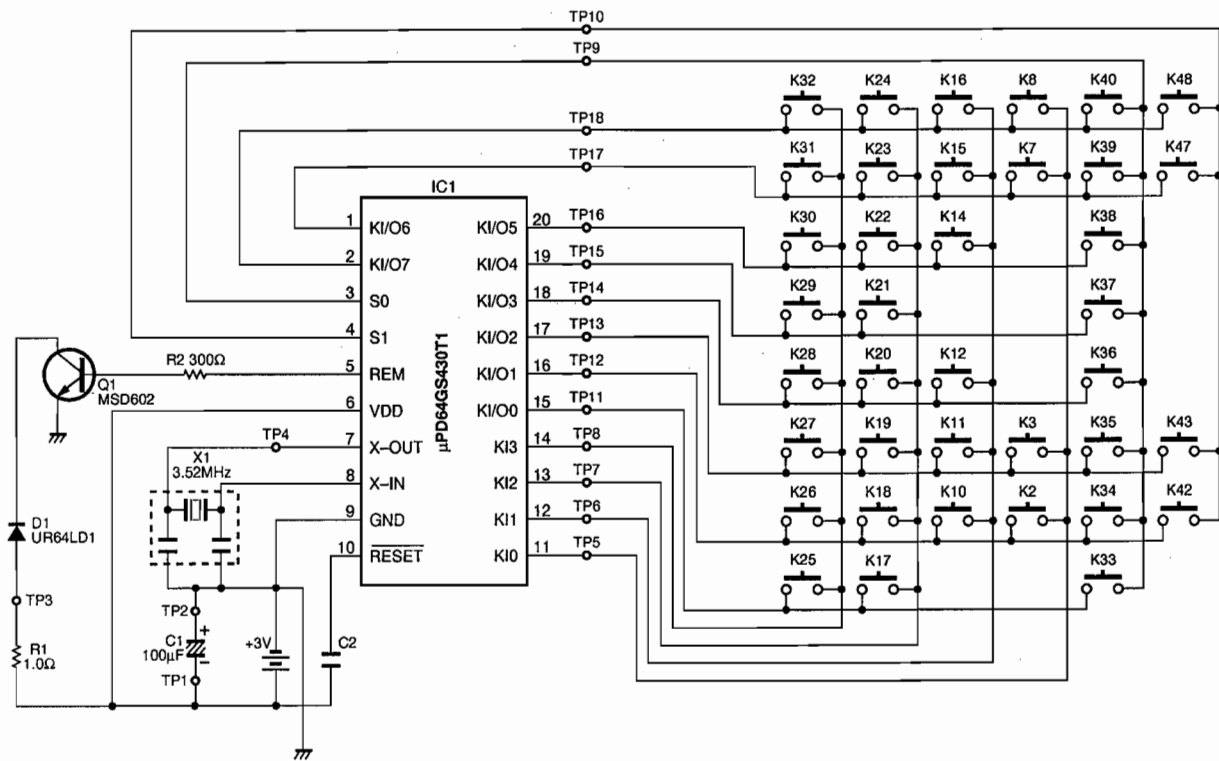 TP10
TP9
K32 K24 K16 K8 K40 K48
TP18
K31 K23 K15 K7 K39 K47
TP17
IC1
K30 K22 K14 K38
1 KI/O6 KI/O5 20 TP16
2 KI/O7 KI/O4 19 TP15
K29 K21 K37
3 S0 KI/O3 18 TP14
4 S1 KI/O2 17 TP13
K28 K20 K12 K36
R2 300Ω 5 REM KI/O1 16 TP12
Q1
MSD602
6 VDD KI/O0 15 TP11
µPD64GS430T1
K27 K19 K11 K3 K35 K43
TP4 7 X–OUT KI3 14 TP8
X1
3.52MHz
8 X–IN KI2 13 TP7
K26 K18 K10 K2 K34 K42
9 GND KI1 12 TP6
D1
UR64LD1
10 RESET KI0 11 TP5
K25 K17 K33
TP3
TP2
+
C1
100µF
–
+3V
C2
R1
1.0Ω
TP1